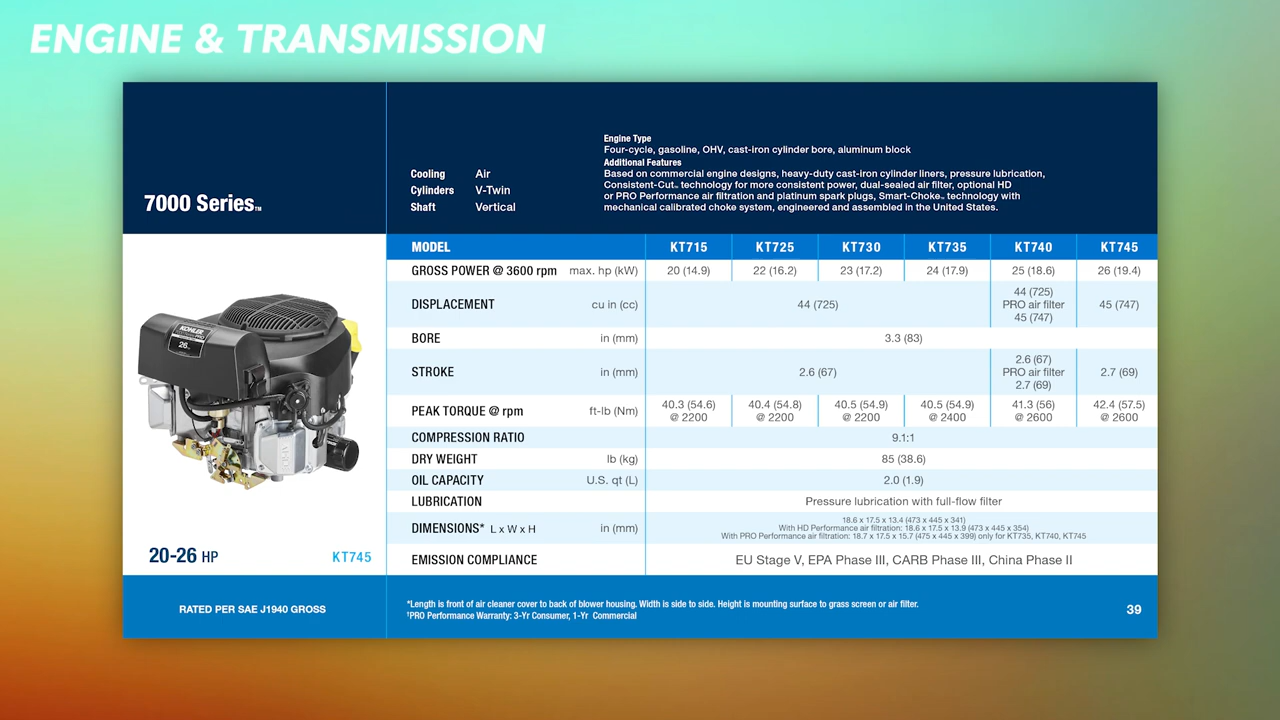 ENGINE & TRANSMISSION
7000 Series™
Cooling Air
Cylinders V-Twin
Shaft Vertical
Engine Type
Four-cycle, gasoline, OHV, cast-iron cylinder bore, aluminum block
Additional Features
Based on commercial engine designs, heavy-duty cast-iron cylinder liners, pressure lubrication,
Consistent-Cut™ technology for more consistent power, dual-sealed air filter, optional HD
or PRO Performance air filtration and platinum spark plugs, Smart-Choke™ technology with
mechanical calibrated choke system, engineered and assembled in the United States.
MODEL KT715 KT725 KT730 KT735 KT740 KT745
GROSS POWER @ 3600 rpm max. hp (kW) 20 (14.9) 22 (16.2) 23 (17.2) 24 (17.9) 25 (18.6) 26 (19.4)
DISPLACEMENT cu in (cc) 44 (725) 44 (725) PRO air filter 45 (747) 45 (747)
BORE in (mm) 3.3 (83)
STROKE in (mm) 2.6 (67) 2.6 (67) PRO air filter 2.7 (69) 2.7 (69)
PEAK TORQUE @ rpm ft-lb (Nm) 40.3 (54.6) @ 2200 40.4 (54.8) @ 2200 40.5 (54.9) @ 2200 40.5 (54.9) @ 2400 41.3 (56) @ 2600 42.4 (57.5) @ 2600
COMPRESSION RATIO 9.1:1
DRY WEIGHT lb (kg) 85 (38.6)
OIL CAPACITY U.S. qt (L) 2.0 (1.9)
LUBRICATION Pressure lubrication with full-flow filter
DIMENSIONS* L x W x H in (mm) 18.6 x 17.5 x 13.4 (473 x 445 x 341)
With HD Performance air filtration: 18.6 x 17.5 x 13.9 (473 x 445 x 354)
With PRO Performance air filtration: 18.7 x 17.5 x 15.7 (475 x 445 x 399) only for KT735, KT740, KT745
EMISSION COMPLIANCE EU Stage V, EPA Phase III, CARB Phase III, China Phase II
KOHLER
26
20-26 HP KT745
RATED PER SAE J1940 GROSS
*Length is front of air cleaner cover to back of blower housing. Width is side to side. Height is mounting surface to grass screen or air filter.
†PRO Performance Warranty: 3-Yr Consumer, 1-Yr Commercial
39